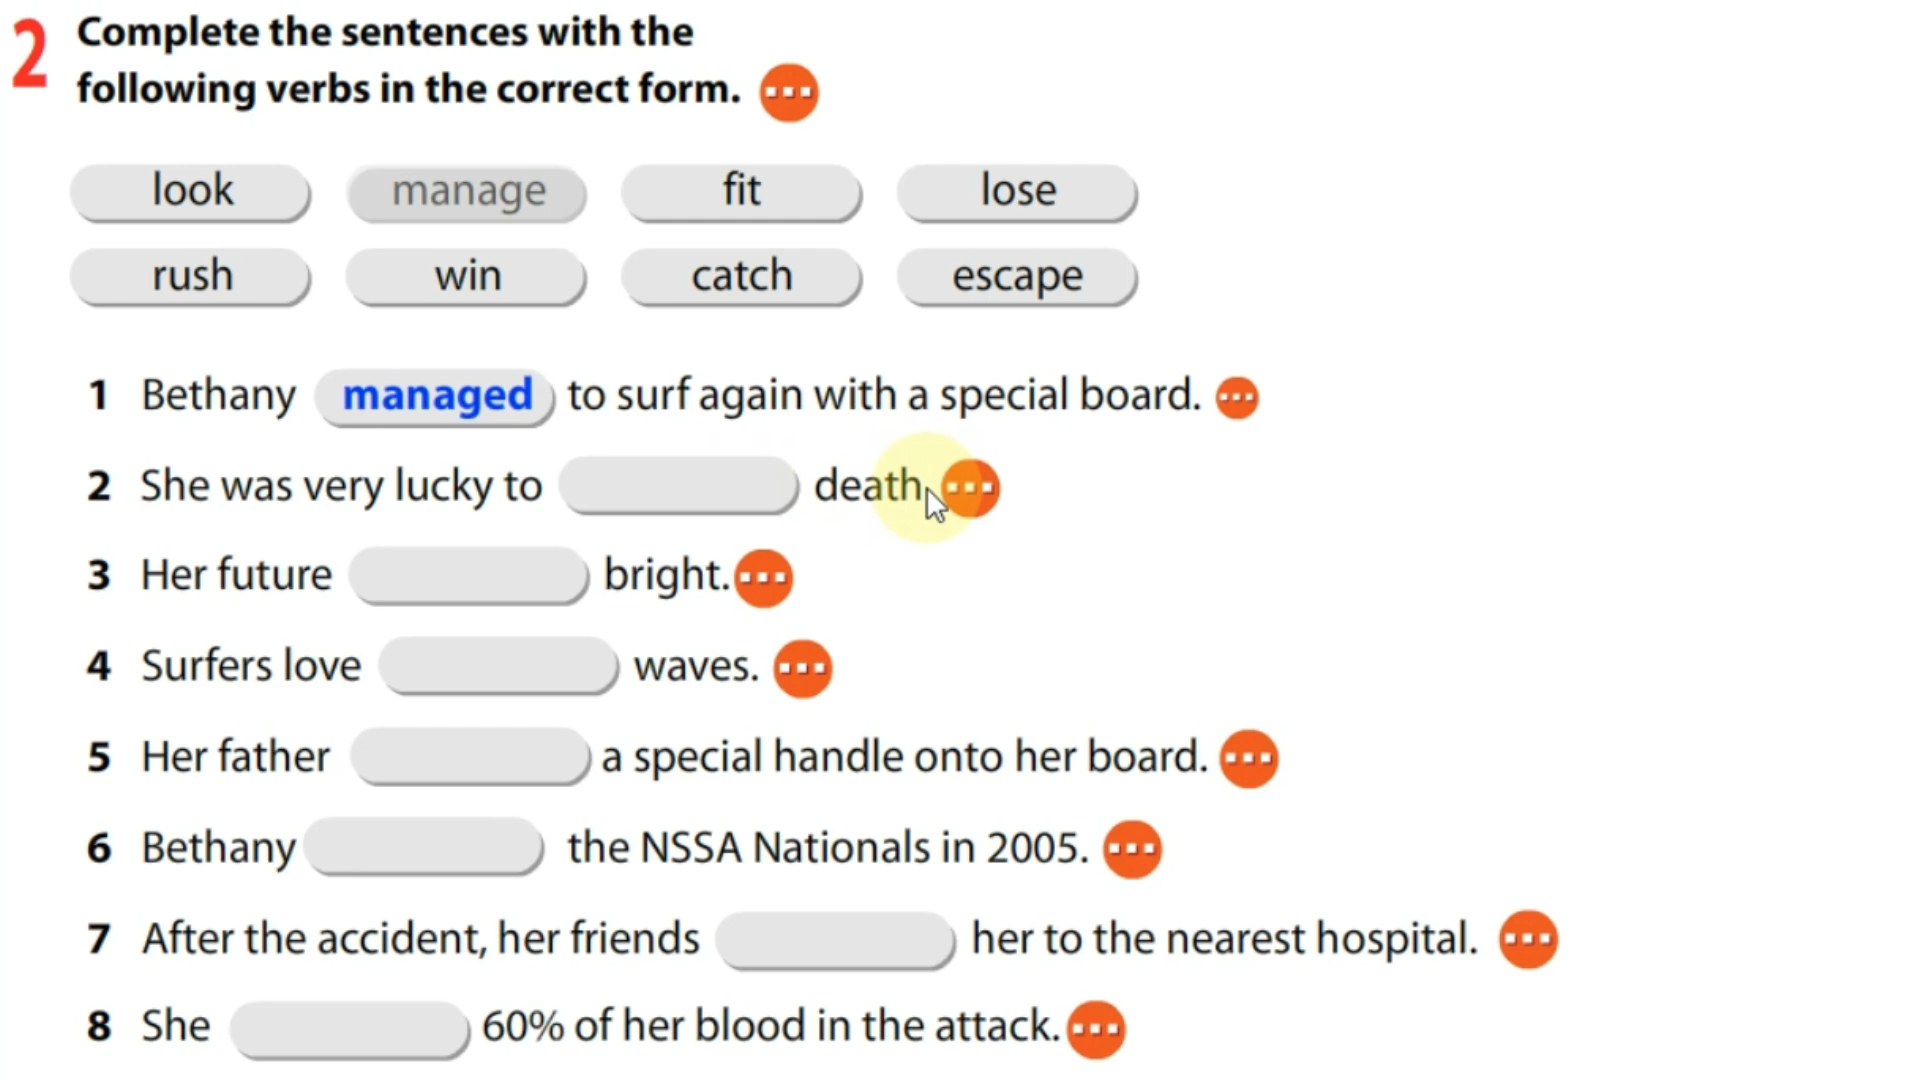 2 Complete the sentences with the
following verbs in the correct form.
look manage fit lose
rush win catch escape
1 Bethany managed to surf again with a special board.
2 She was very lucky to death.
3 Her future bright.
4 Surfers love waves.
5 Her father a special handle onto her board.
6 Bethany the NSSA Nationals in 2005.
7 After the accident, her friends her to the nearest hospital.
8 She 60% of her blood in the attack.